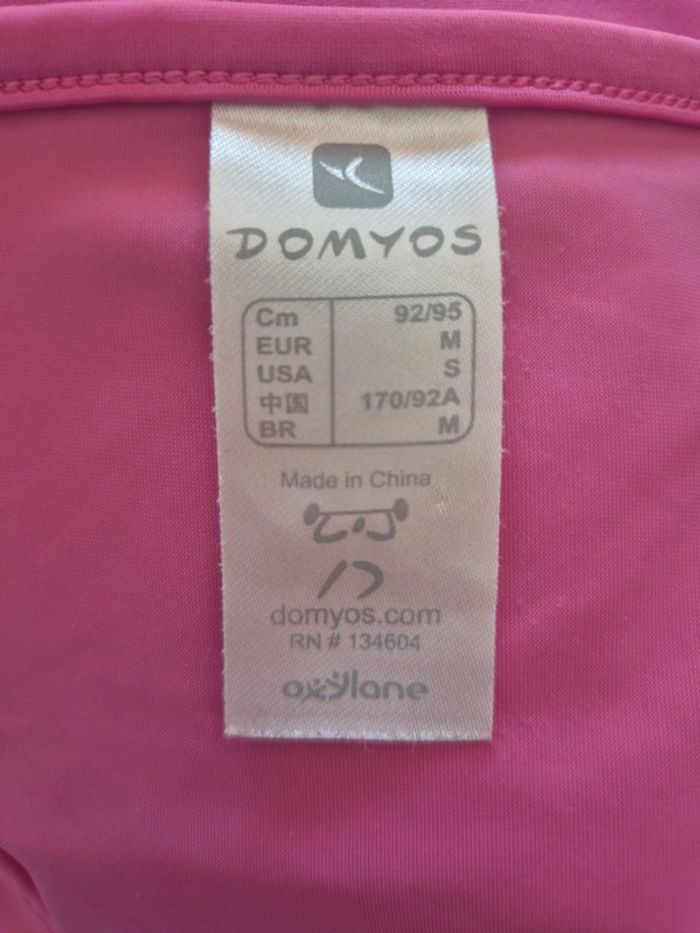 DOMYOS
Cm 92/95
EUR M
USA S
中国 170/92A
BR M
Made in China
domyos.com
RN # 134604
oxylane